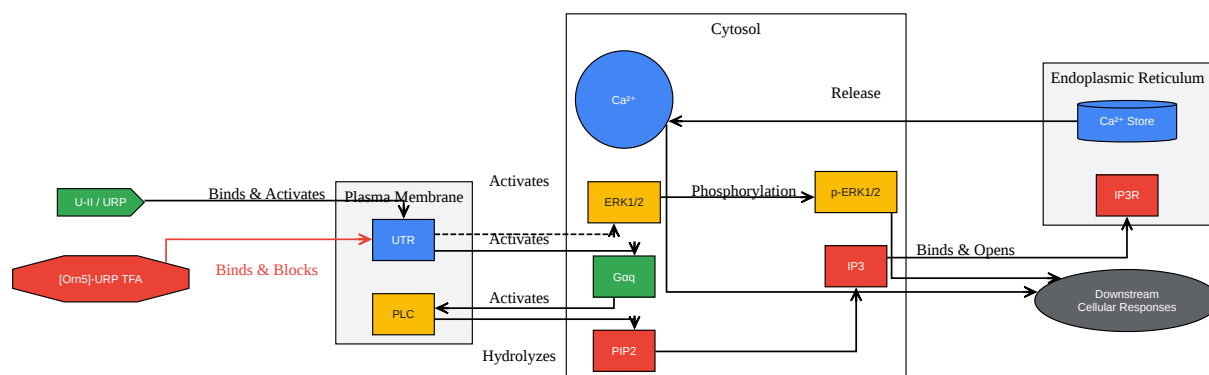 Cytosol
Endoplasmic Reticulum
Ca²⁺
Release
Ca²⁺ Store
Activates
Binds & Activates
Plasma Membrane
Phosphorylation
p-ERK1/2
IP3R
U-II / URP
ERK1/2
UTR
Activates
Binds & Opens
[Orn5]-URP TFA
Binds & Blocks
Gαq
IP3
Activates
PLC
Downstream
Cellular Responses
Hydrolyzes
PIP2